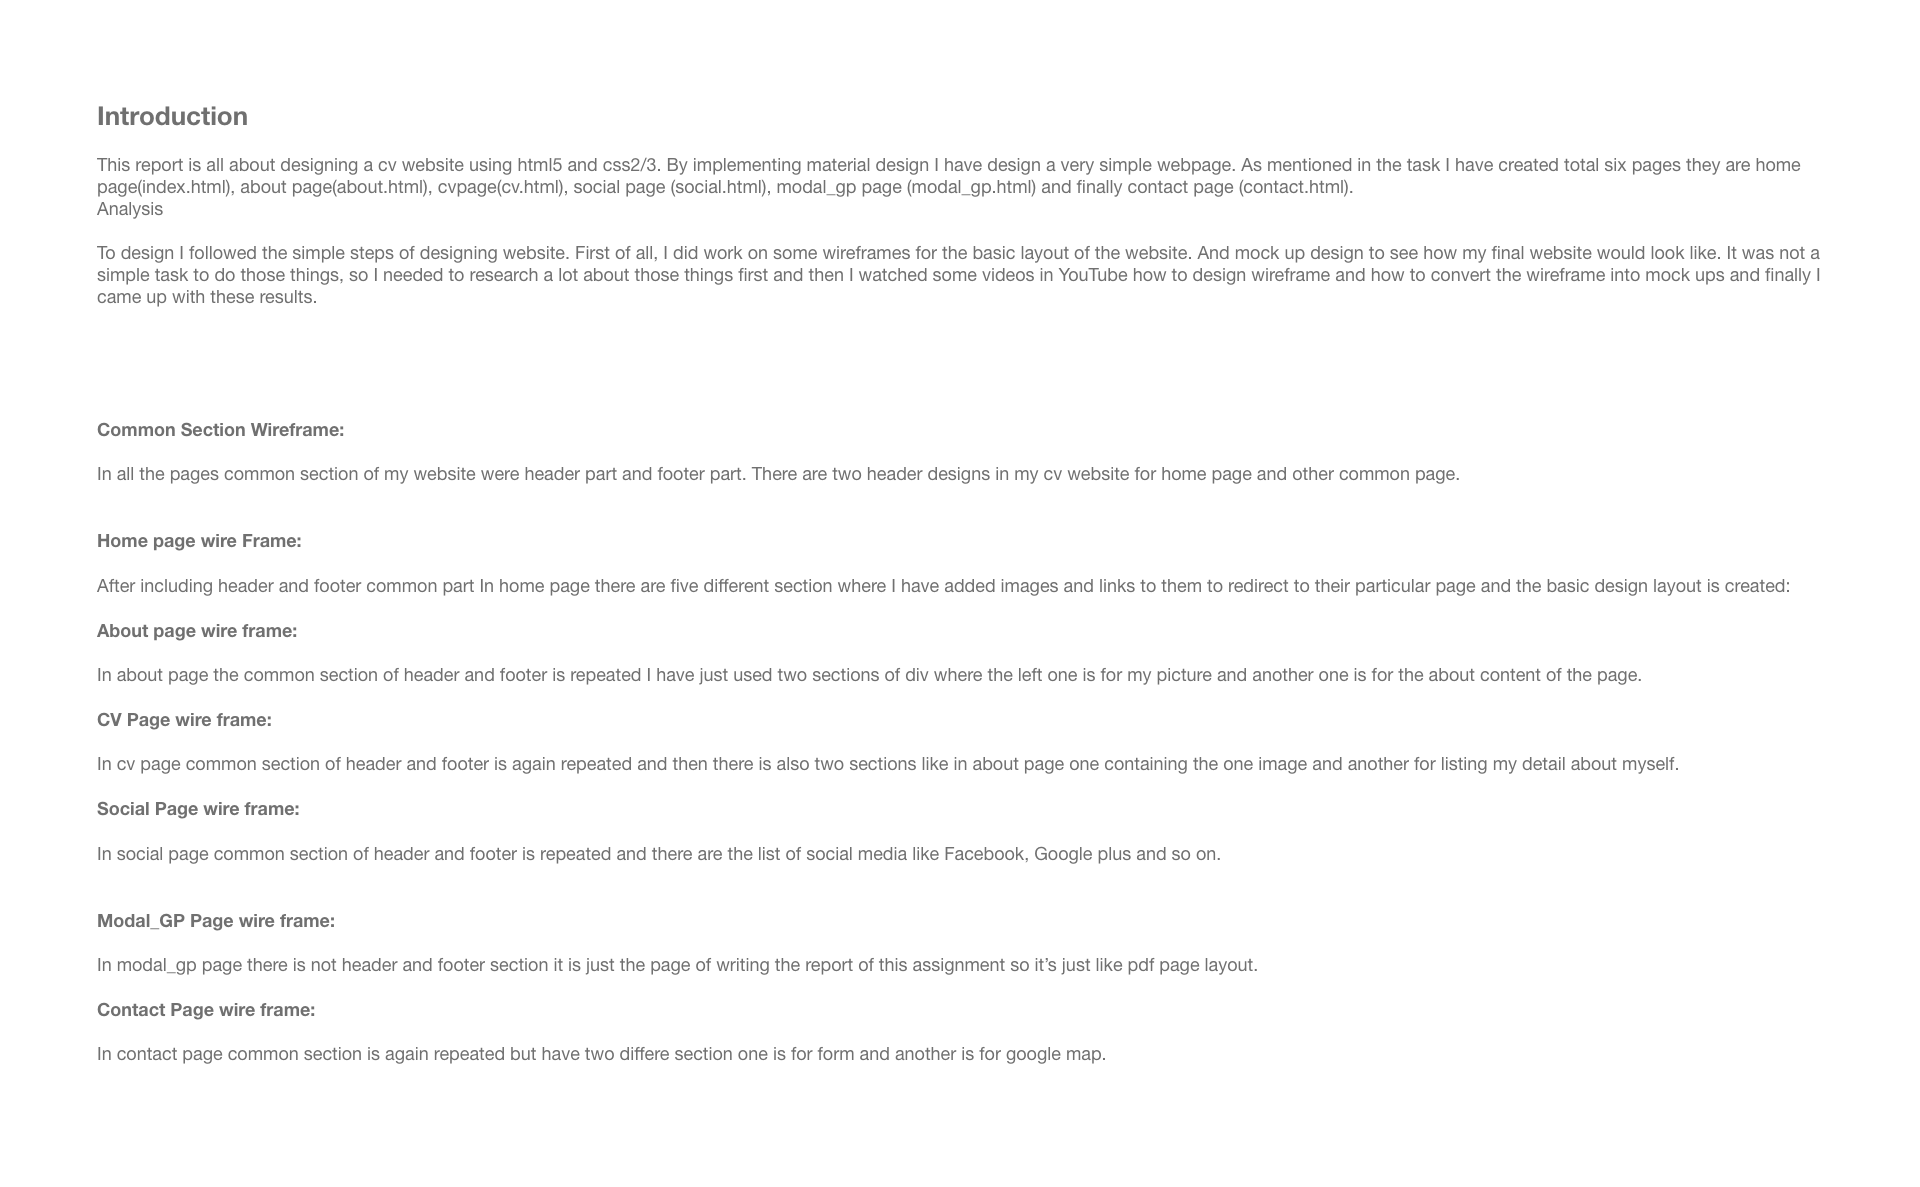 Introduction
This report is all about designing a cv website using html5 and css2/3. By implementing material design I have design a very simple webpage. As mentioned in the task I have created total six pages they are home
page(index.html), about page(about.html), cvpage(cv.html), social page (social.html), modal_gp page (modal_gp.html) and finally contact page (contact.html).
Analysis
To design I followed the simple steps of designing website. First of all, I did work on some wireframes for the basic layout of the website. And mock up design to see how my final website would look like. It was not a
simple task to do those things, so I needed to research a lot about those things first and then I watched some videos in YouTube how to design wireframe and how to convert the wireframe into mock ups and finally I
came up with these results.
Common Section Wireframe:
In all the pages common section of my website were header part and footer part. There are two header designs in my cv website for home page and other common page.
Home page wire Frame:
After including header and footer common part In home page there are five different section where I have added images and links to them to redirect to their particular page and the basic design layout is created:
About page wire frame:
In about page the common section of header and footer is repeated I have just used two sections of div where the left one is for my picture and another one is for the about content of the page.
CV Page wire frame:
In cv page common section of header and footer is again repeated and then there is also two sections like in about page one containing the one image and another for listing my detail about myself.
Social Page wire frame:
In social page common section of header and footer is repeated and there are the list of social media like Facebook, Google plus and so on.
Modal_GP Page wire frame:
In modal_gp page there is not header and footer section it is just the page of writing the report of this assignment so it’s just like pdf page layout.
Contact Page wire frame:
In contact page common section is again repeated but have two differe section one is for form and another is for google map.